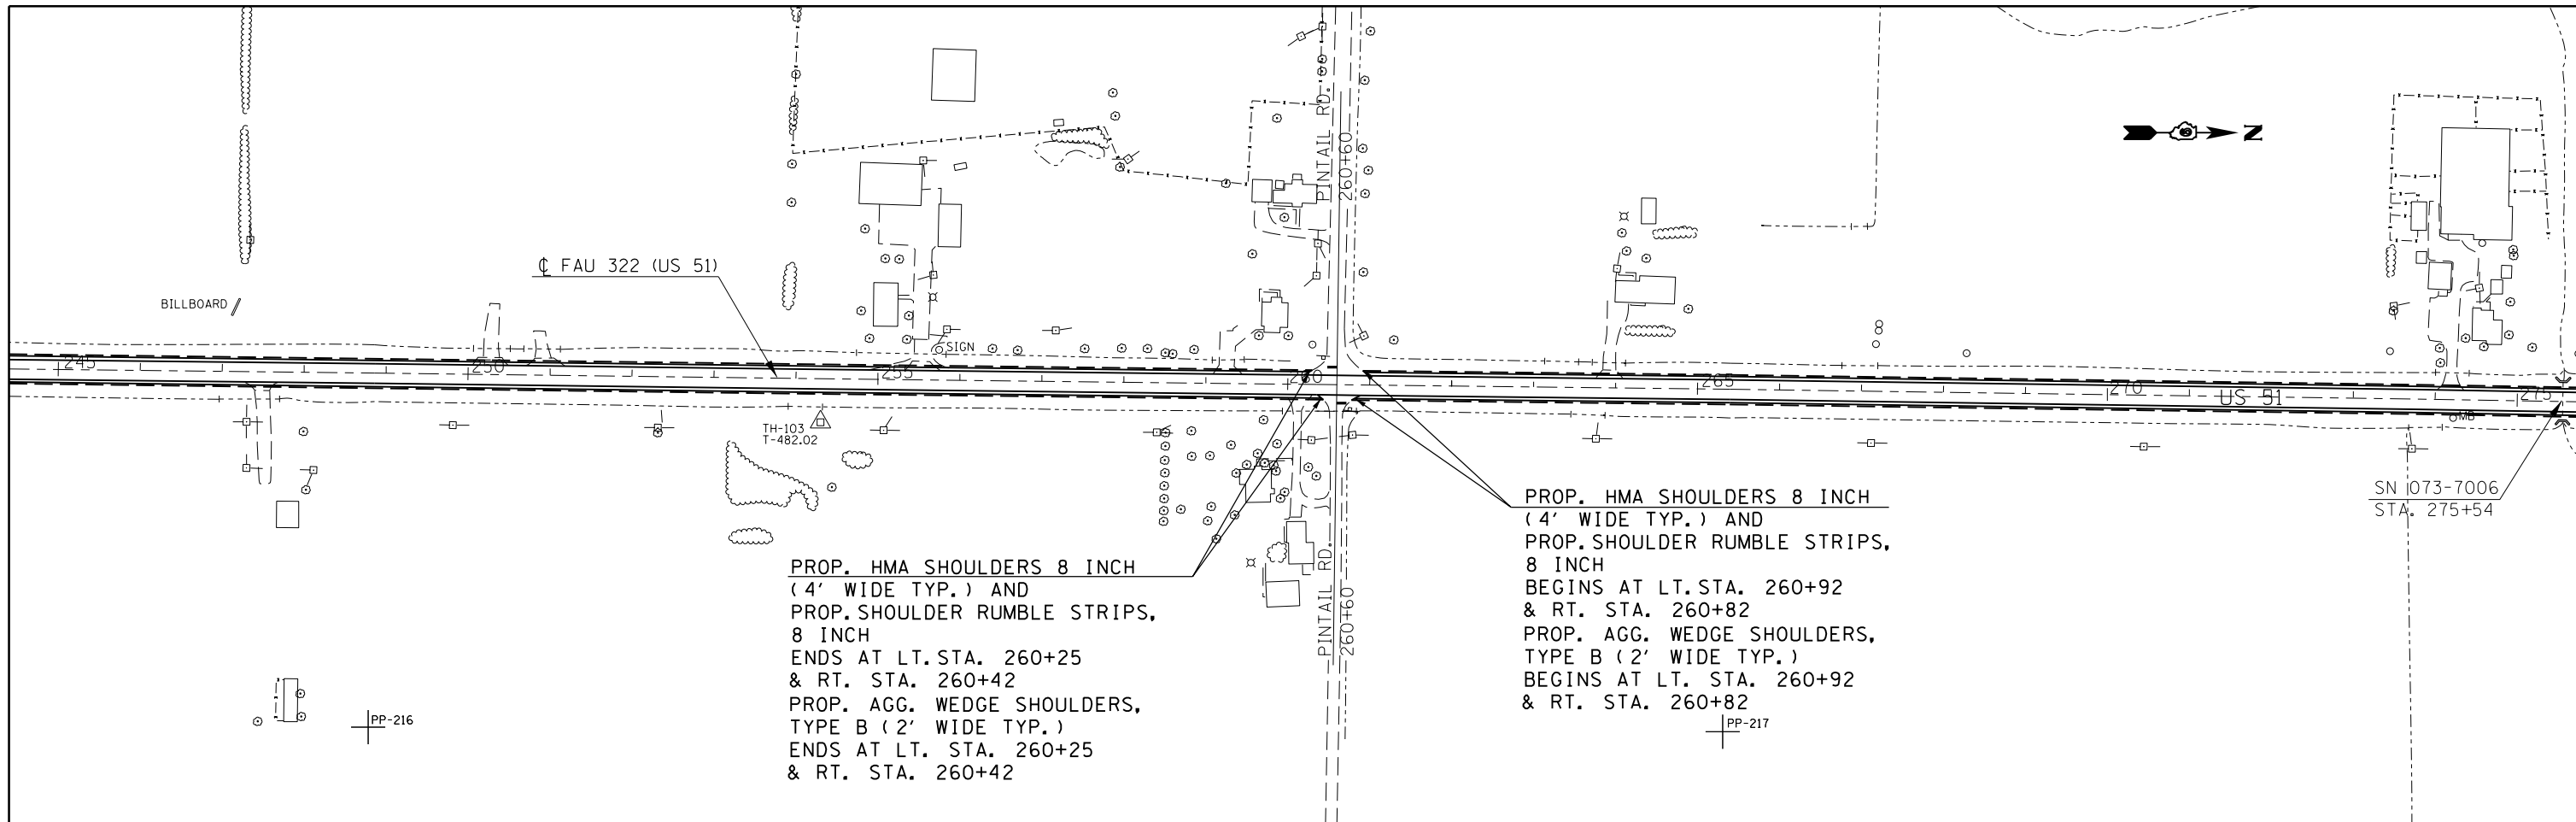 PINTAIL RD.
260+60
N
℄ FAU 322 (US 51)
BILLBOARD
SIGN
245
250
255
260
265
270
275
US 51
MB
TH-103
T-482.02
SN 073-7006
STA. 275+54
PROP. HMA SHOULDERS 8 INCH
(4' WIDE TYP.) AND
PROP. SHOULDER RUMBLE STRIPS,
8 INCH
ENDS AT LT. STA. 260+25
& RT. STA. 260+42
PROP. AGG. WEDGE SHOULDERS,
TYPE B (2' WIDE TYP.)
ENDS AT LT. STA. 260+25
& RT. STA. 260+42
PINTAIL RD.
260+60
PROP. HMA SHOULDERS 8 INCH
(4' WIDE TYP.) AND
PROP. SHOULDER RUMBLE STRIPS,
8 INCH
BEGINS AT LT. STA. 260+92
& RT. STA. 260+82
PROP. AGG. WEDGE SHOULDERS,
TYPE B (2' WIDE TYP.)
BEGINS AT LT. STA. 260+92
& RT. STA. 260+82
PP-216
PP-217